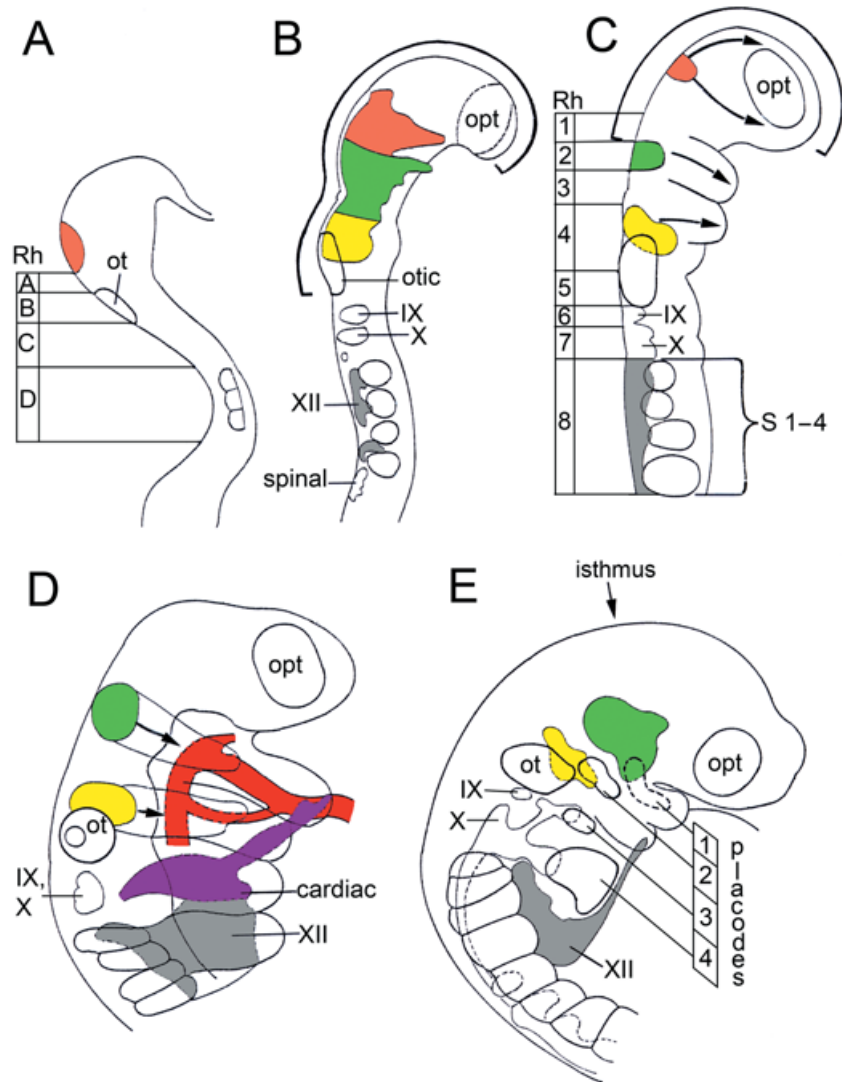 A
Rh
A
B
C
D
ot
B
opt
otic
IX
X
XII
spinal
C
Rh
1
2
3
4
5
6
7
8
opt
IX
X
S 1–4
D
opt
ot
IX,
X
cardiac
XII
E
isthmus
ot
opt
IX
X
XII
1
2
3
4
placodes